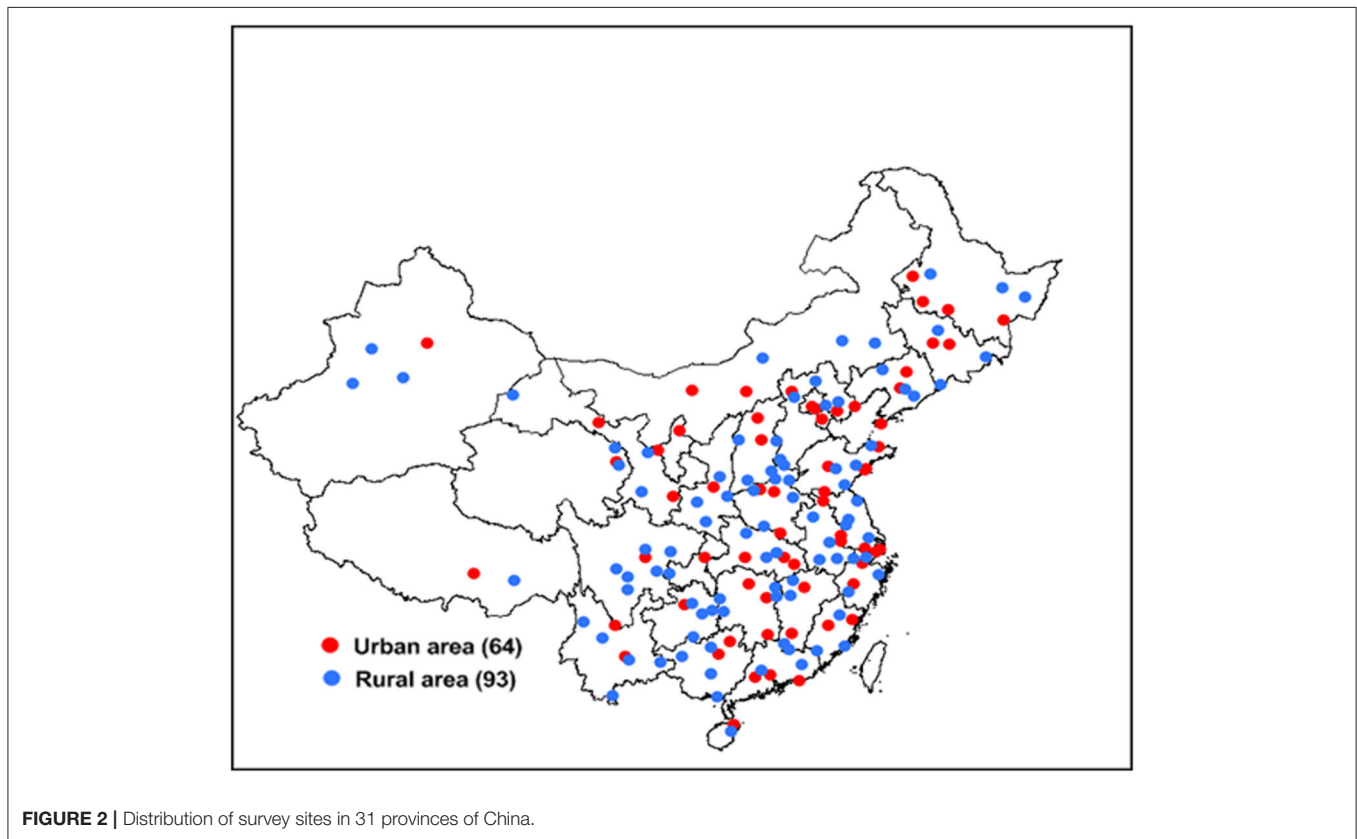 Urban area (64)
Rural area (93)
FIGURE 2 | Distribution of survey sites in 31 provinces of China.